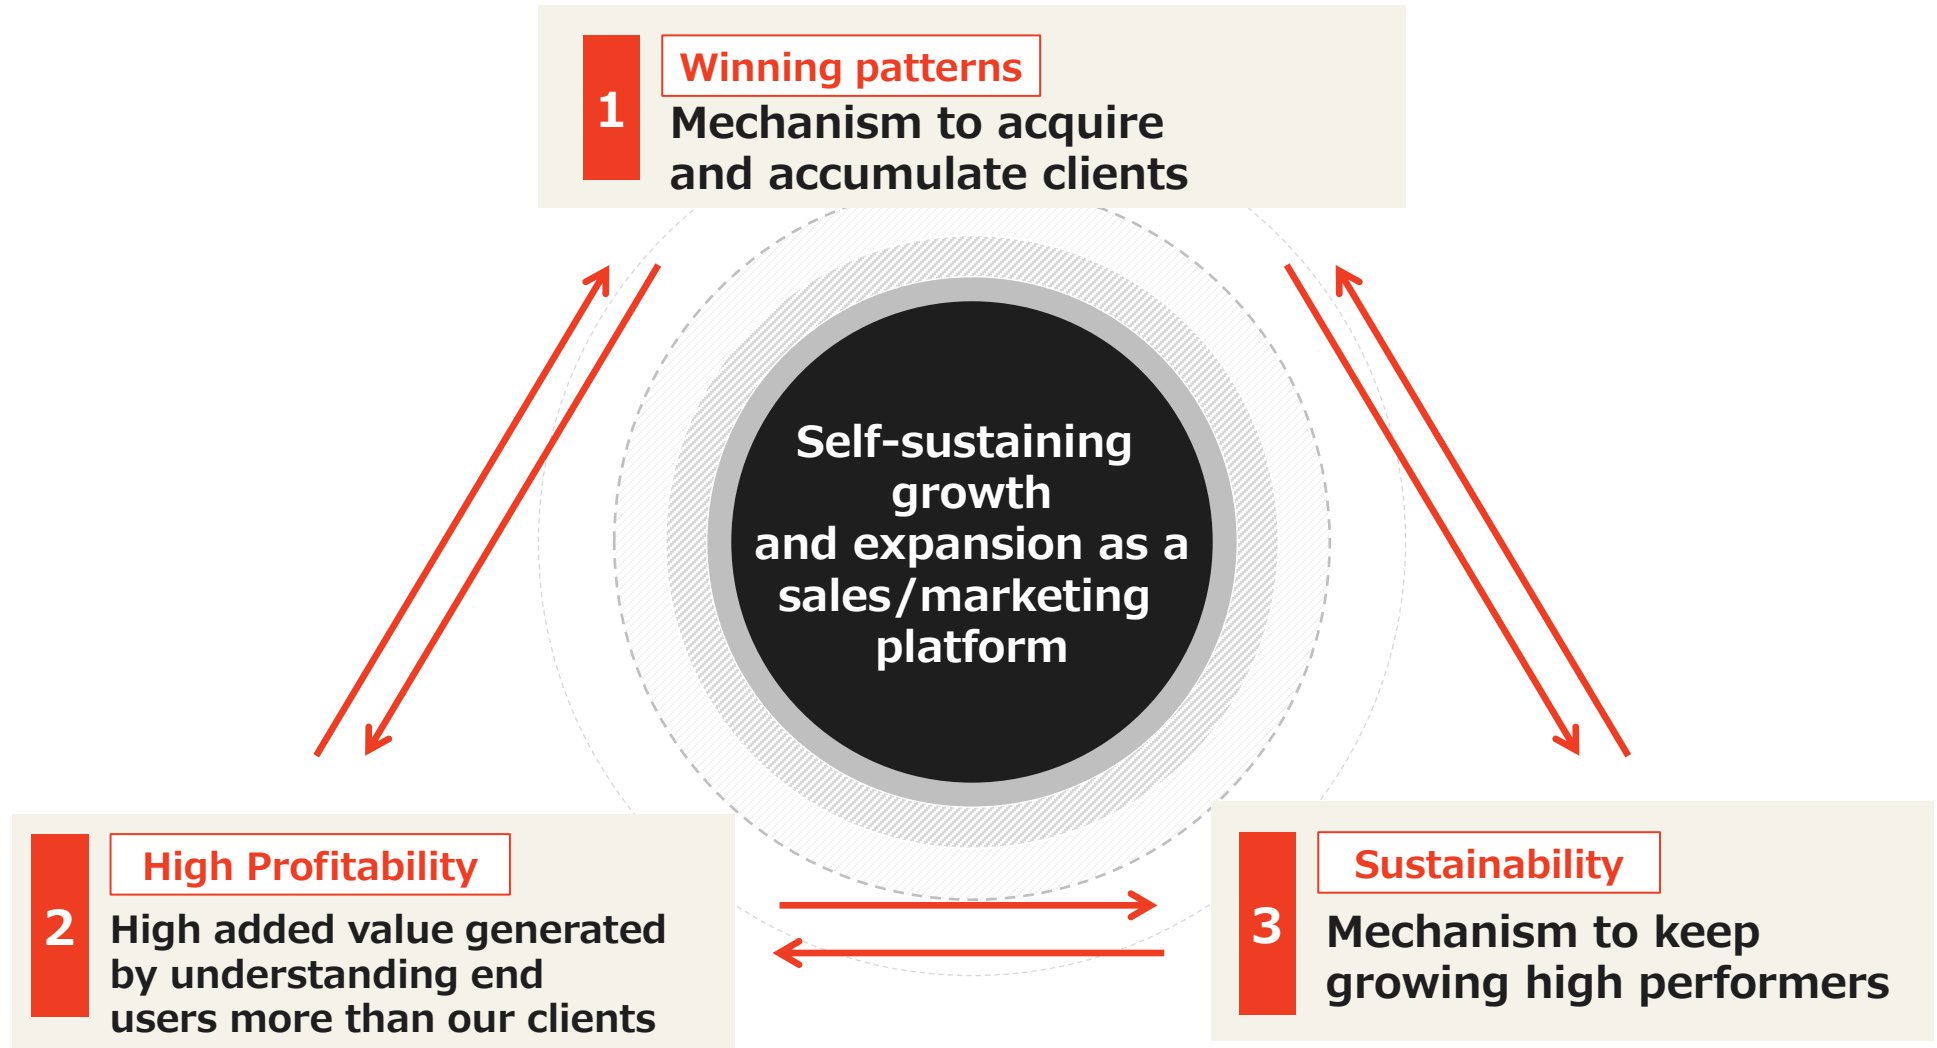 1
Winning patterns
Mechanism to acquire
and accumulate clients
Self-sustaining
growth
and expansion as a
sales/marketing
platform
2
High Profitability
High added value generated
by understanding end
users more than our clients
3
Sustainability
Mechanism to keep
growing high performers